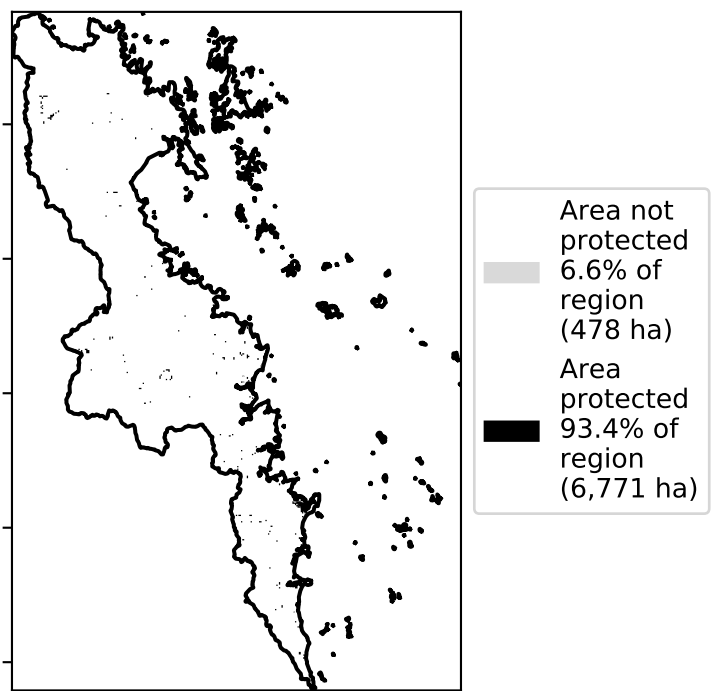 Area not
protected
6.6% of
region
(478 ha)
Area
protected
93.4% of
region
(6,771 ha)